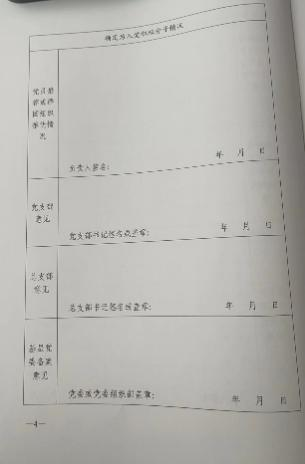 确定为入党积极分子情况
党员推
荐或群
团组织
推优情
况
负责人签名：
年 月 日
党支部
意见
党支部书记签名或盖章：
年 月 日
总支部
意见
总支部书记签名或盖章：
年 月 日
基层党
委备案
意见
党委或党委组织部盖章：
年 月 日
—4—